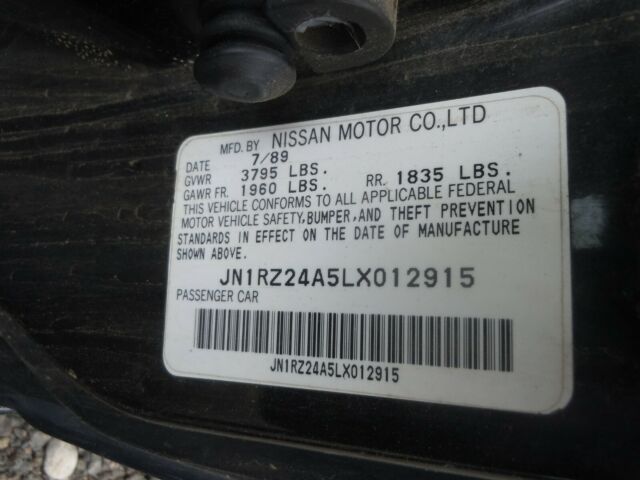 MFD. BY NISSAN MOTOR CO.,LTD
DATE 7/89
GVWR 3795 LBS.
GAWR FR. 1960 LBS. RR. 1835 LBS.
THIS VEHICLE CONFORMS TO ALL APPLICABLE FEDERAL
MOTOR VEHICLE SAFETY,BUMPER,AND THEFT PREVENTION
STANDARDS IN EFFECT ON THE DATE OF MANUFACTURE
SHOWN ABOVE.
JN1RZ24A5LX012915
PASSENGER CAR
JN1RZ24A5LX012915